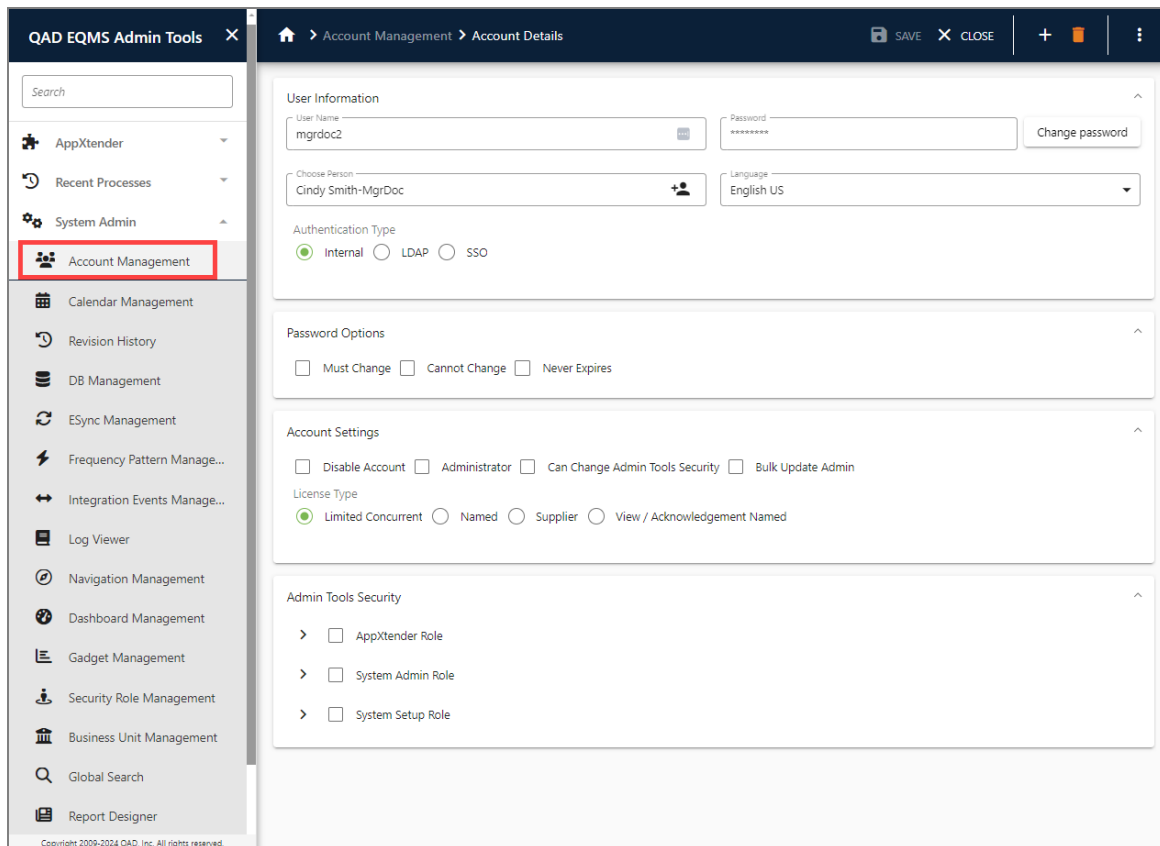 QAD EQMS Admin Tools
Account Management Account Details
SAVE CLOSE
Search
AppXtender
Recent Processes
System Admin
Account Management
Calendar Management
Revision History
DB Management
ESync Management
Frequency Pattern Manage...
Integration Events Manage...
Log Viewer
Navigation Management
Dashboard Management
Gadget Management
Security Role Management
Business Unit Management
Global Search
Report Designer
Copyright 2009-2024 QAD, Inc. All rights reserved.
User Information
User Name
mgrdoc2
Password
********
Change password
Choose Person
Cindy Smith-MgrDoc
Language
English US
Authentication Type
Internal LDAP SSO
Password Options
Must Change Cannot Change Never Expires
Account Settings
Disable Account Administrator Can Change Admin Tools Security Bulk Update Admin
License Type
Limited Concurrent Named Supplier View / Acknowledgement Named
Admin Tools Security
AppXtender Role
System Admin Role
System Setup Role